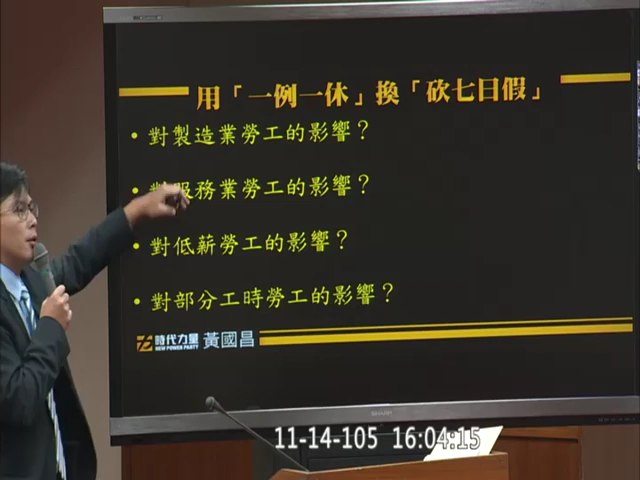 用「一例一休」換「砍七日假」
• 對製造業勞工的影響？
• 對服務業勞工的影響？
• 對低薪勞工的影響？
• 對部分工時勞工的影響？
時代力量 黃國昌
NEW POWER PARTY
SHARP
11-14-105 16:04:15